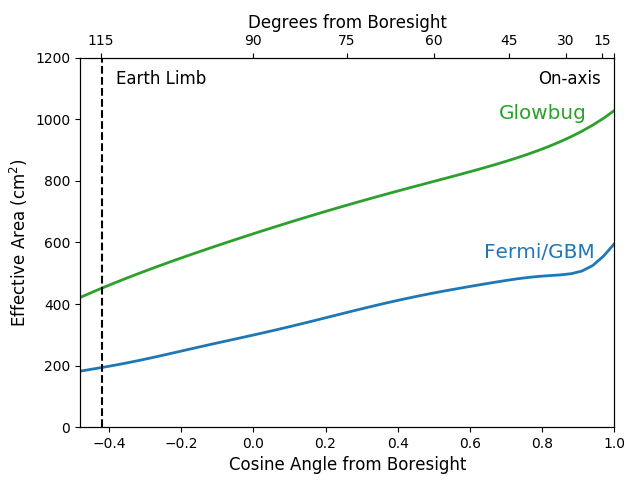 Degrees from Boresight
115 90 75 60 45 30 15
Earth Limb
On-axis
Glowbug
Fermi/GBM
Effective Area (cm²)
1200
1000
800
600
400
200
0
−0.4 −0.2 0.0 0.2 0.4 0.6 0.8 1.0
Cosine Angle from Boresight